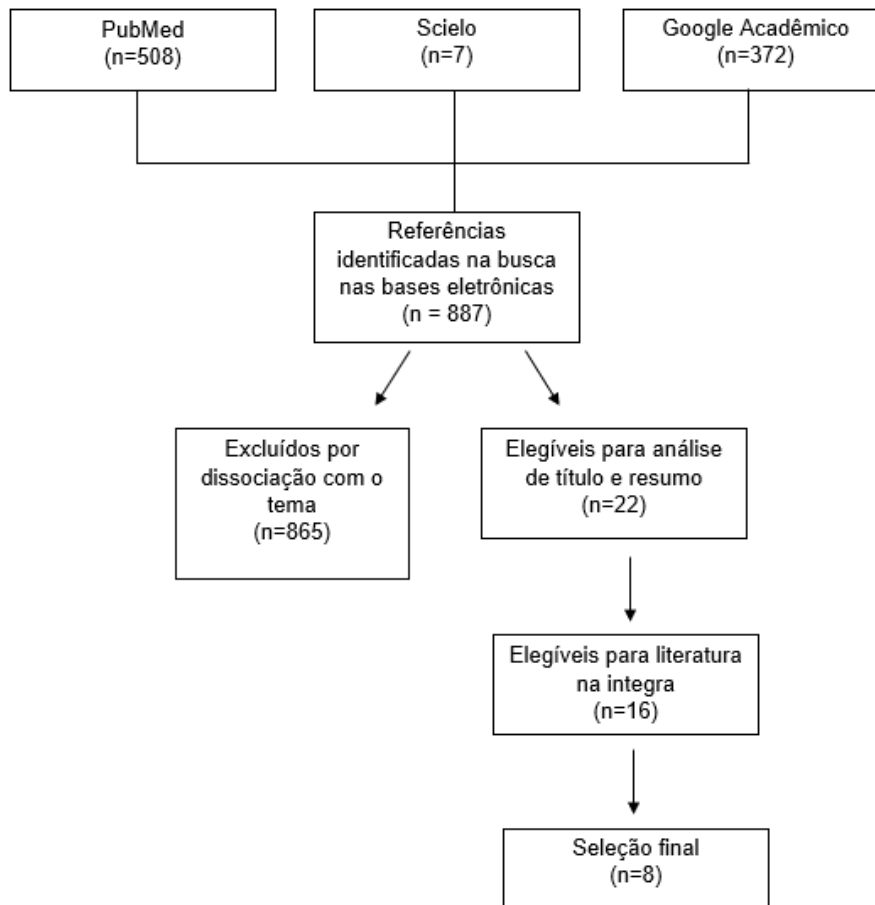 PubMed
(n=508)
Scielo
(n=7)
Google Acadêmico
(n=372)
Referências
identificadas na busca
nas bases eletrônicas
(n = 887)
Excluídos por
dissociação com o
tema
(n=865)
Elegíveis para análise
de título e resumo
(n=22)
Elegíveis para literatura
na integra
(n=16)
Seleção final
(n=8)